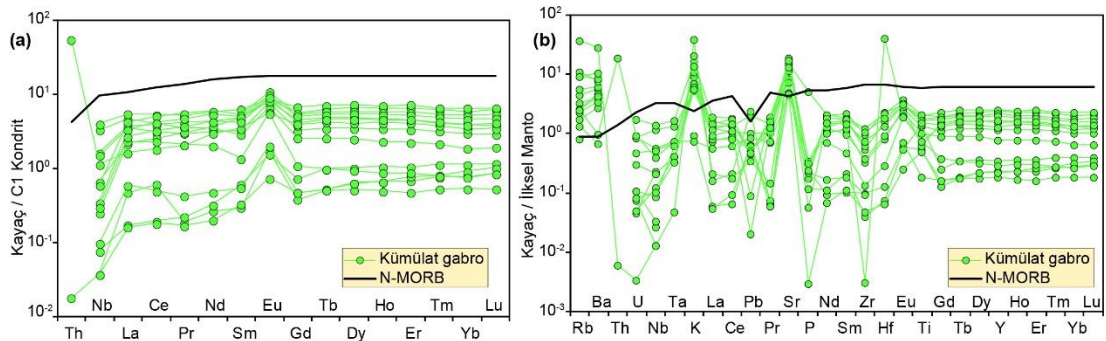 (a)
Kayaç / C1 Kondrit
10²
10¹
10⁰
10⁻¹
10⁻²
Kümülat gabro
N-MORB
Nb Ce Nd Eu Tb Ho Tm Lu
Th La Pr Sm Gd Dy Er Yb
(b)
Kayaç / İlksel Manto
10²
10¹
10⁰
10⁻¹
10⁻²
10⁻³
Kümülat gabro
N-MORB
Ba U Ta La Pb Sr Nd Zr Eu Gd Dy Ho Tm Lu
Rb Th Nb K Ce Pr P Sm Hf Ti Tb Y Er Yb